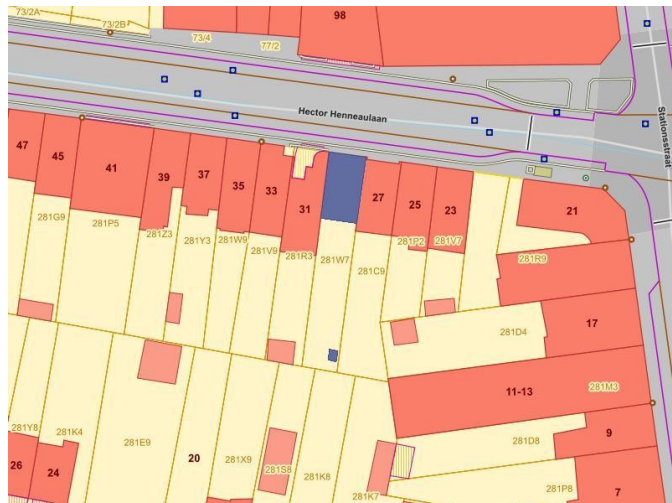 73/2A
73/2B
73/4
77/2
98
Hector Henneaulaan
Stationsstraat
47
45
41
39
37
35
33
31
27
25
23
21
281G9
281P5
281Z3
281Y3
281W9
281V9
281R3
281W7
281C9
281P2
281V7
281R9
281D4
17
11-13
281M3
281Y8
281K4
281E9
20
281X9
281S8
281K8
281K7
281D8
281P8
9
7
26
24